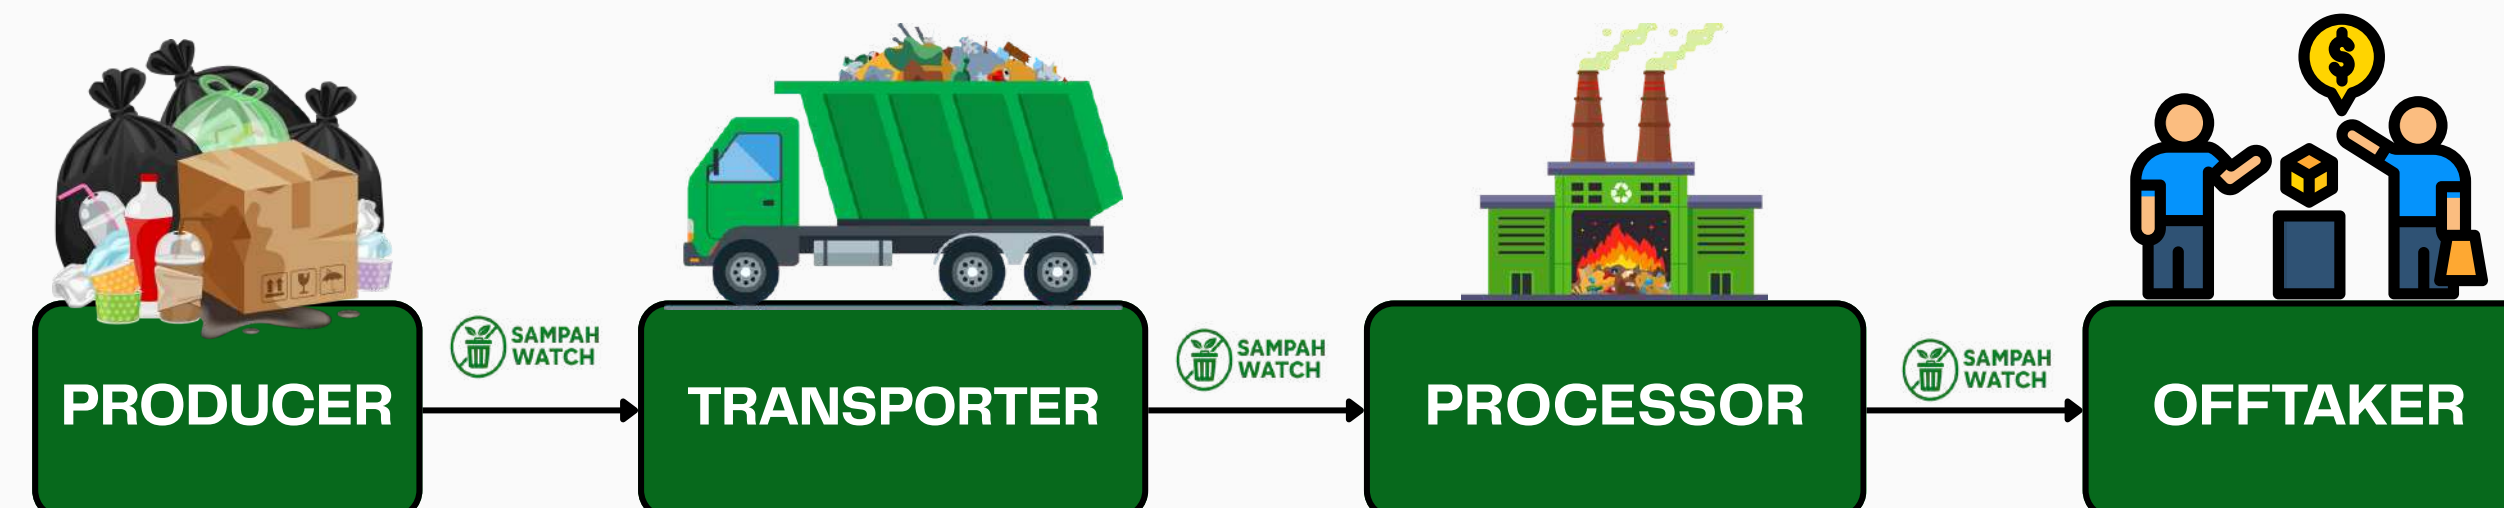 SAMPAH
WATCH
SAMPAH
WATCH
SAMPAH
WATCH
PRODUCER
TRANSPORTER
PROCESSOR
OFFTAKER